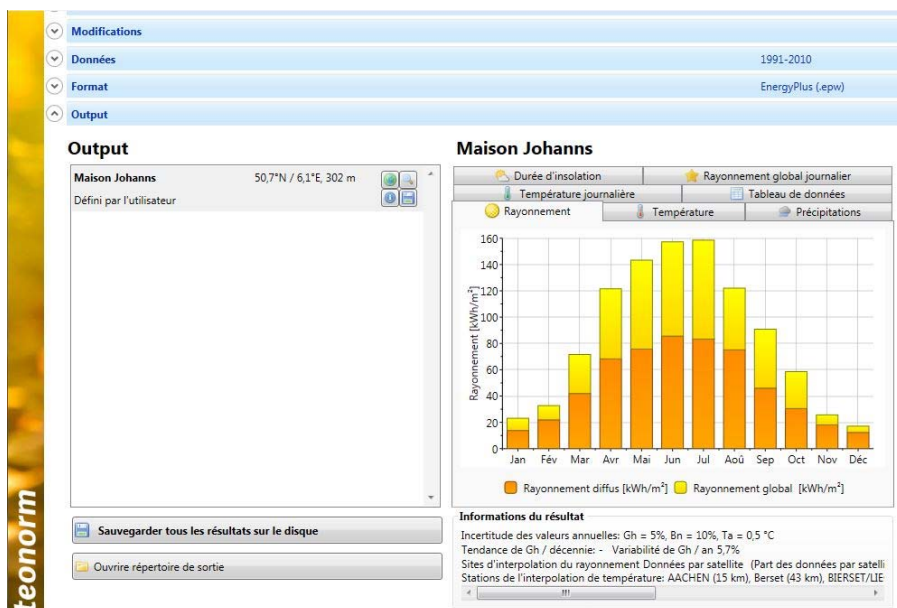 Modifications
Données 1991-2010
Format EnergyPlus (.epw)
Output
Output
Maison Johanns 50,7°N / 6,1°E, 302 m
Défini par l'utilisateur
Sauvegarder tous les résultats sur le disque
Ouvrire répertoire de sortie
Maison Johanns
Durée d'insolation Rayonnement global journalier
Température journalière Tableau de données
Rayonnement Température Précipitations
Rayonnement [kWh/m²]
160
140
120
100
80
60
40
20
0
Jan Fév Mar Avr Mai Jun Jul Aoû Sep Oct Nov Déc
Rayonnement diffus [kWh/m²] Rayonnement global [kWh/m²]
Informations du résultat
Incertitude des valeurs annuelles: Gh = 5%, Bn = 10%, Ta = 0,5 °C
Tendance de Gh / décennie: - Variabilité de Gh / an 5,7%
Sites d'interpolation du rayonnement Données par satellite (Part des données par satelli
Stations de l'interpolation de température: AACHEN (15 km), Berset (43 km), BIERSET/LIE
teonorm